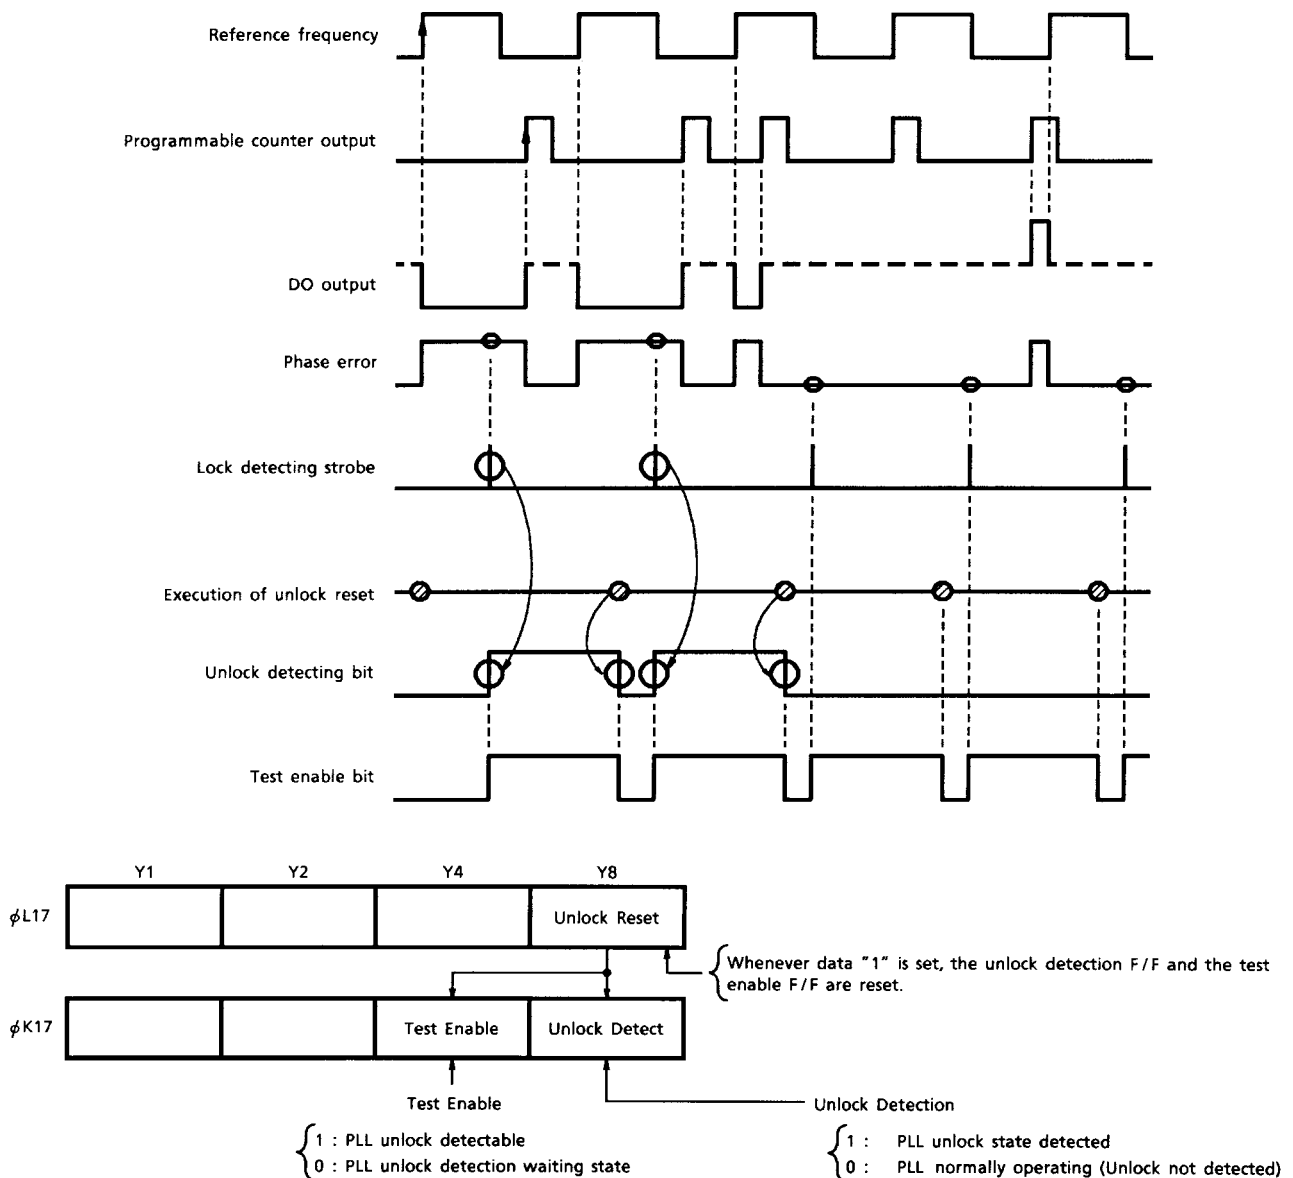 Reference frequency
Programmable counter output
DO output
Phase error
Lock detecting strobe
Execution of unlock reset
Unlock detecting bit
Test enable bit
Y1 Y2 Y4 Y8
φL17 Unlock Reset
Whenever data "1" is set, the unlock detection F/F and the test
enable F/F are reset.
φK17 Test Enable Unlock Detect
Test Enable
1 : PLL unlock detectable
0 : PLL unlock detection waiting state
Unlock Detection
1 : PLL unlock state detected
0 : PLL normally operating (Unlock not detected)